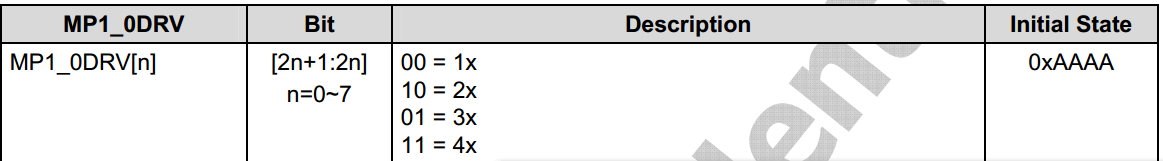 MP1_0DRV Bit Description Initial State
MP1_0DRV[n] [2n+1:2n] 00 = 1x 0xAAAA
n=0~7 10 = 2x
01 = 3x
11 = 4x